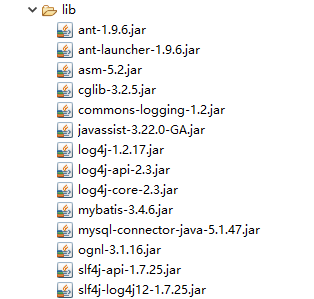 lib
ant-1.9.6.jar
ant-launcher-1.9.6.jar
asm-5.2.jar
cglib-3.2.5.jar
commons-logging-1.2.jar
javassist-3.22.0-GA.jar
log4j-1.2.17.jar
log4j-api-2.3.jar
log4j-core-2.3.jar
mybatis-3.4.6.jar
mysql-connector-java-5.1.47.jar
ognl-3.1.16.jar
slf4j-api-1.7.25.jar
slf4j-log4j12-1.7.25.jar